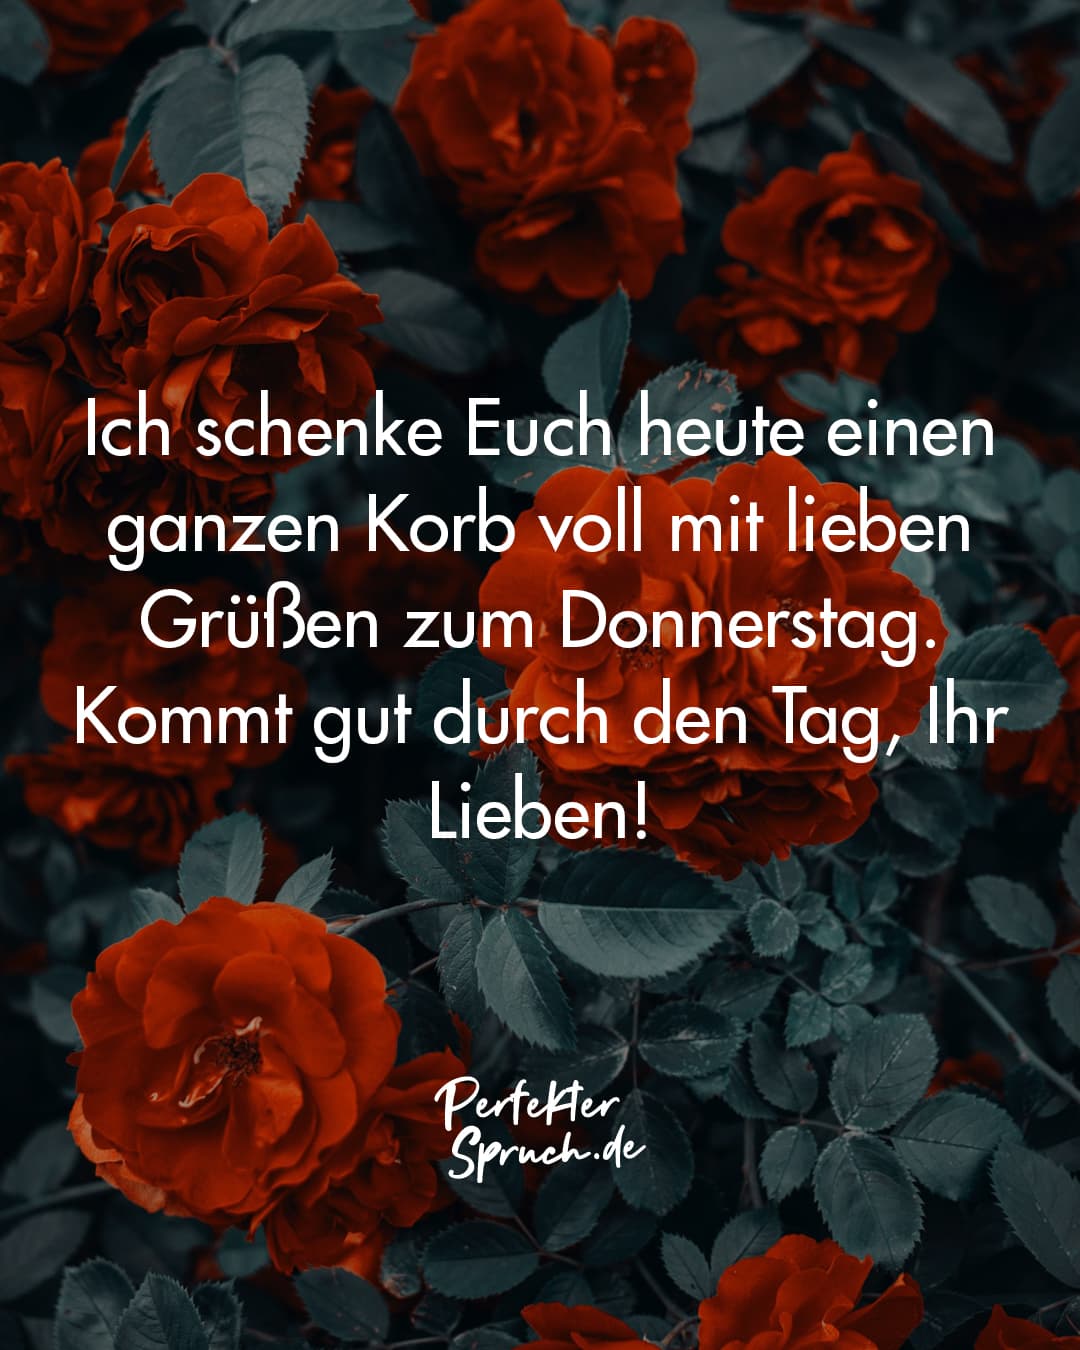 Ich schenke Euch heute einen
ganzen Korb voll mit lieben
Grüßen zum Donnerstag.
Kommt gut durch den Tag, Ihr
Lieben!
Perfekter
Spruch.de